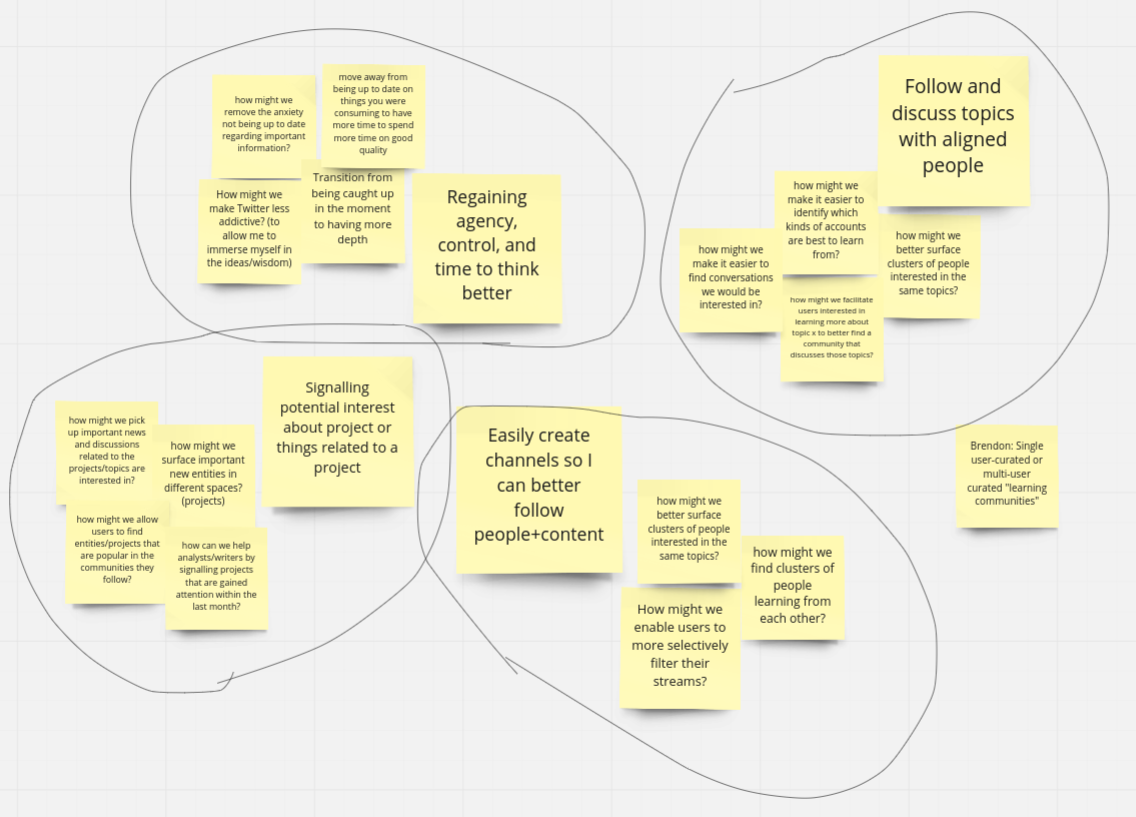 how might we
remove the anxiety
not being up to date
regarding important
information?
move away from
being up to date on
things you were
consuming to have
more time to spend
more time on good
quality
How might we
make Twitter less
addictive? (to
allow me to
immerse myself in
the ideas/wisdom)
Transition from
being caught up
in the moment
to having more
depth
Regaining
agency,
control, and
time to think
better
Follow and
discuss topics
with aligned
people
how might we
make it easier to
identify which
kinds of accounts
are best to learn
from?
how might we
make it easier to
find conversations
we would be
interested in?
how might we
better surface
clusters of people
interested in the
same topics?
how might we facilitate
users interested in
learning more about
topic x to better find a
community that
discusses those topics?
Signalling
potential interest
about project or
things related to a
project
how might we pick
up important news
and discussions
related to the
projects/topics are
interested in?
how might we
surface important
new entities in
different spaces?
(projects)
how might we allow
users to find
entities/projects that
are popular in the
communities they
follow?
how can we help
analysts/writers by
signalling projects
that are gained
attention within the
last month?
Easily create
channels so I
can better
follow
people+content
how might we
better surface
clusters of people
interested in the
same topics?
how might we
find clusters of
people
learning from
each other?
How might we
enable users to
more selectively
filter their
streams?
Brendon: Single
user-curated or
multi-user
curated "learning
communities"